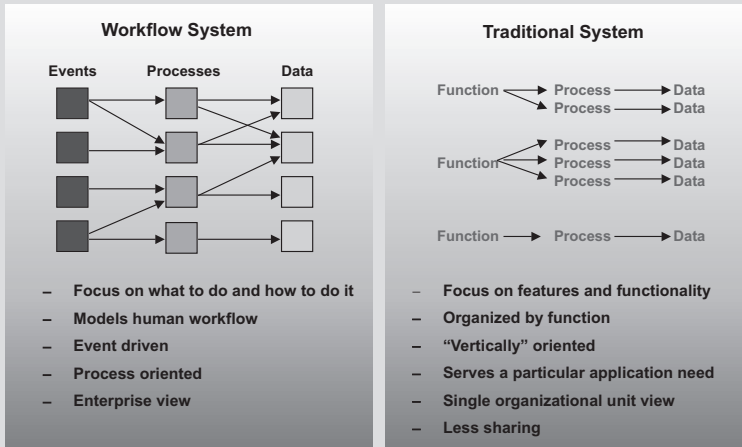 Workflow System
Events Processes Data
– Focus on what to do and how to do it
– Models human workflow
– Event driven
– Process oriented
– Enterprise view
Traditional System
Function Process Data
Process Data
Process Data
Function Process Data
Process Data
Function Process Data
– Focus on features and functionality
– Organized by function
– “Vertically” oriented
– Serves a particular application need
– Single organizational unit view
– Less sharing